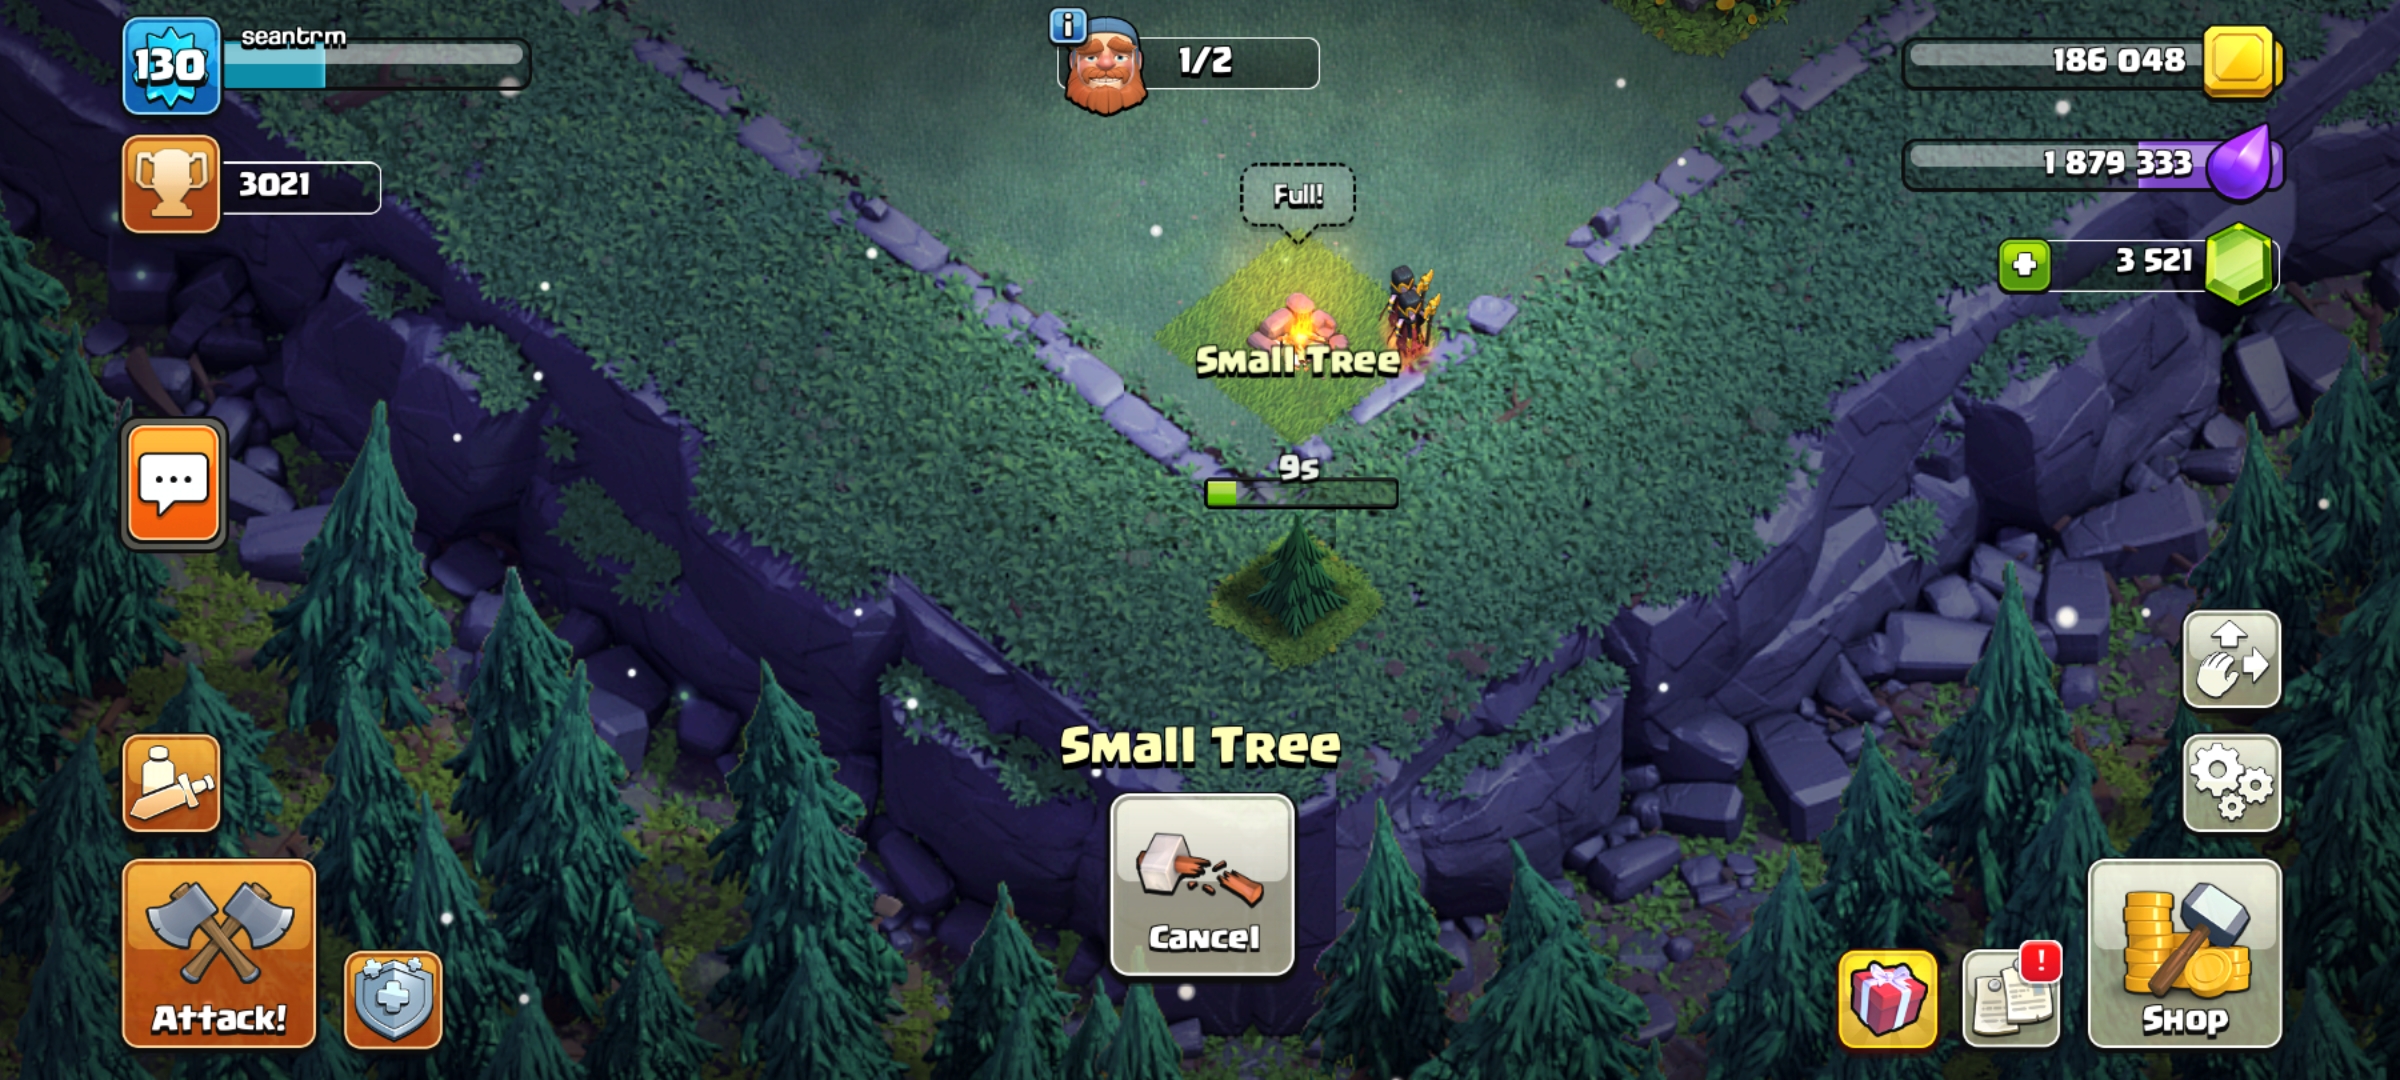 130
seantrm
i
1/2
186 048
3021
1 879 333
Full!
3 521
Small Tree
9s
Small Tree
Cancel
Attack!
!
Shop